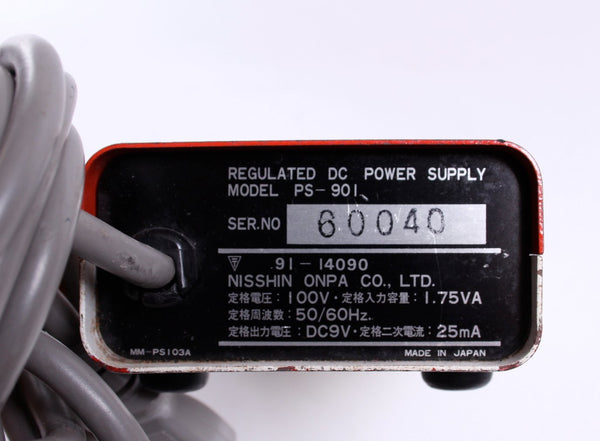 REGULATED DC POWER SUPPLY
MODEL PS-901
SER.NO 60040
〒 91-14090
NISSHIN ONPA CO., LTD.
定格電圧：100V・定格入力容量：1.75VA
定格周波数：50/60Hz.
定格出力電圧：DC9V・定格二次電流：25mA
MM-PS103A MADE IN JAPAN